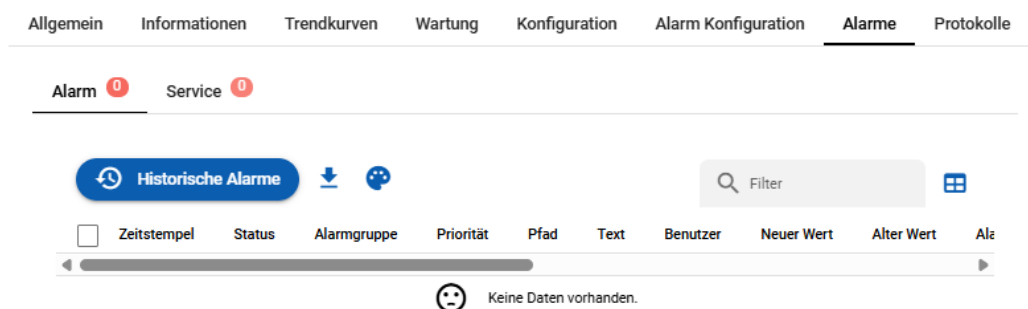 Allgemein Informationen Trendkurven Wartung Konfiguration Alarm Konfiguration Alarme Protokolle
Alarm 0 Service 0
Historische Alarme Filter
Zeitstempel Status Alarmgruppe Priorität Pfad Text Benutzer Neuer Wert Alter Wert Ala
Keine Daten vorhanden.